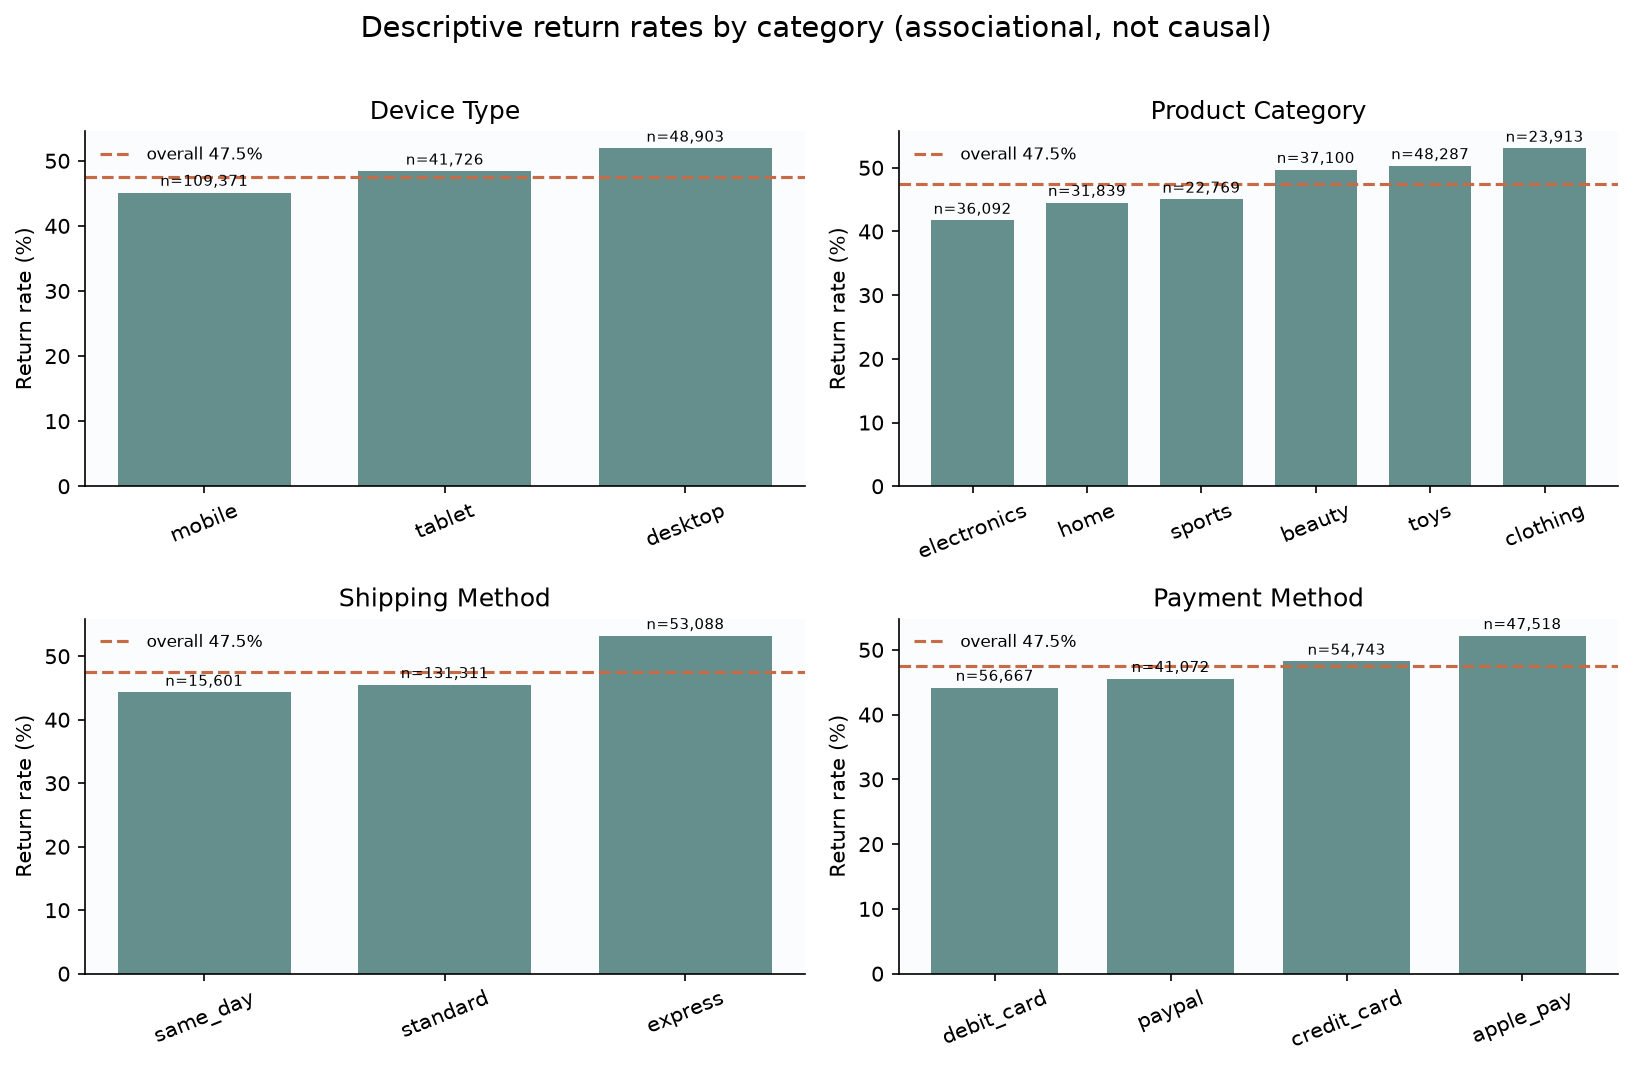 Descriptive return rates by category (associational, not causal)
Device Type
overall 47.5%
n=109,371
n=41,726
n=48,903
Return rate (%)
50
40
30
20
10
0
mobile
tablet
desktop
Product Category
overall 47.5%
n=36,092
n=31,839
n=22,769
n=37,100
n=48,287
n=23,913
Return rate (%)
50
40
30
20
10
0
electronics
home
sports
beauty
toys
clothing
Shipping Method
overall 47.5%
n=15,601
n=131,311
n=53,088
Return rate (%)
50
40
30
20
10
0
same_day
standard
express
Payment Method
overall 47.5%
n=56,667
n=41,072
n=54,743
n=47,518
Return rate (%)
50
40
30
20
10
0
debit_card
paypal
credit_card
apple_pay